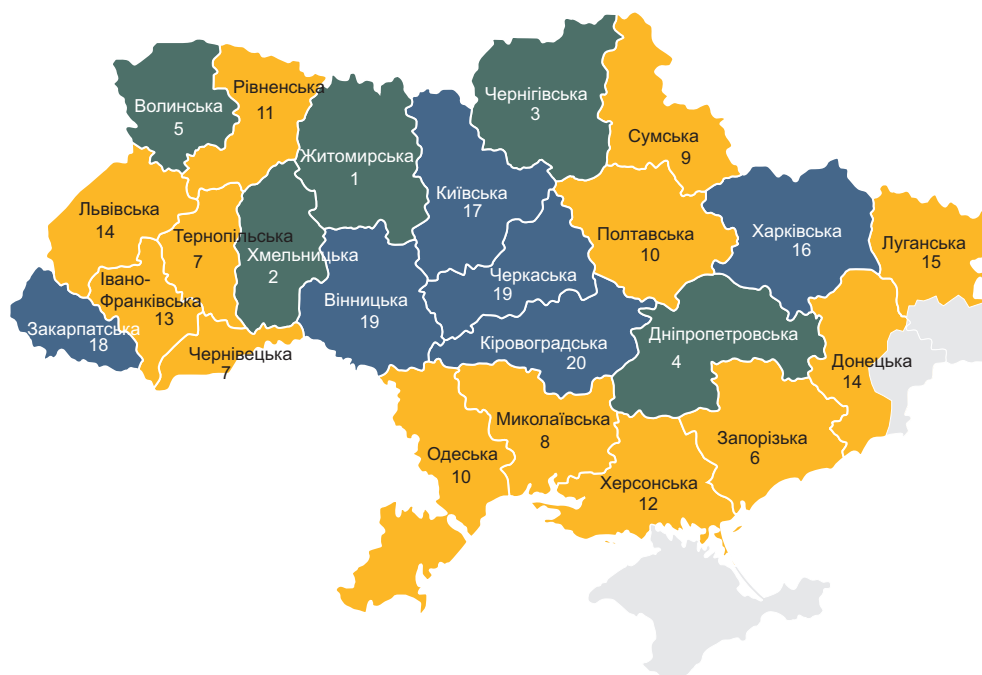 Волинська
5
Рівненська
11
Житомирська
1
Чернігівська
3
Сумська
9
Київська
17
Львівська
14
Тернопільська
7
Хмельницька
2
Полтавська
10
Харківська
16
Луганська
15
Івано-
Франківська
13
Закарпатська
18
Чернівецька
7
Вінницька
19
Черкаська
19
Кіровоградська
20
Дніпропетровська
4
Донецька
14
Одеська
10
Миколаївська
8
Херсонська
12
Запорізька
6